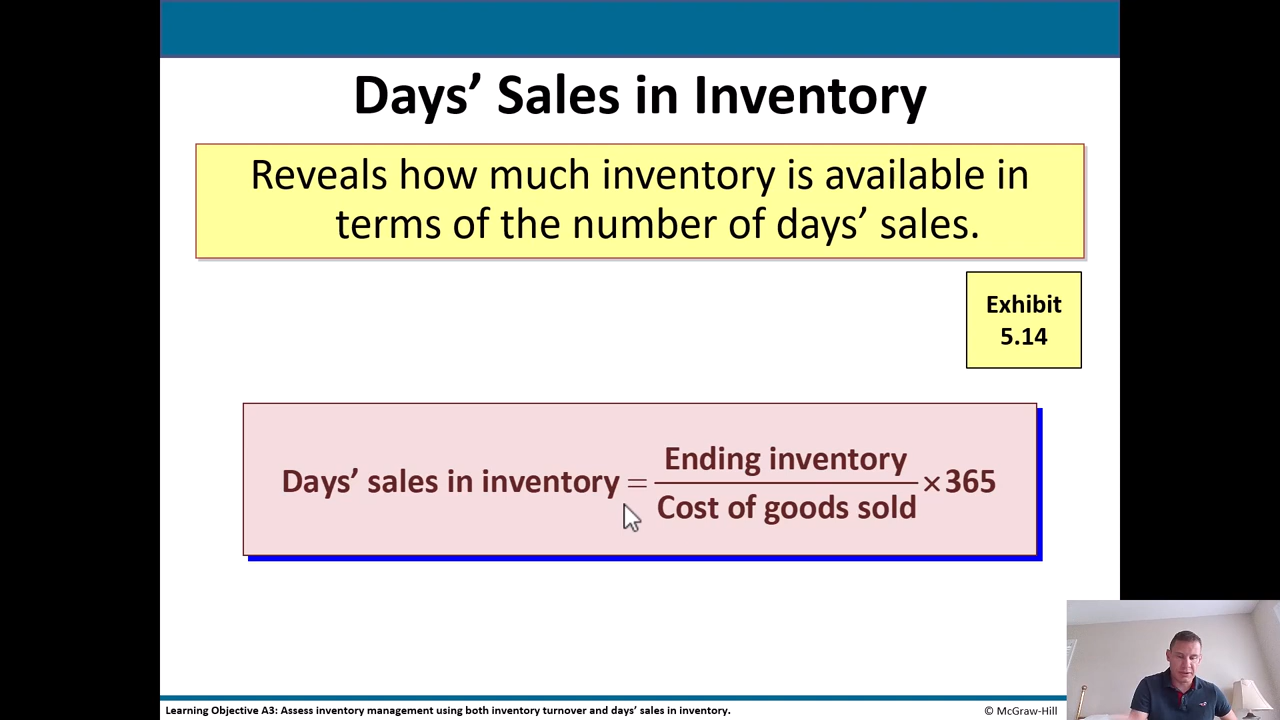 Days’ Sales in Inventory
Reveals how much inventory is available in
terms of the number of days’ sales.
Exhibit
5.14
Days’ sales in inventory = Ending inventory / Cost of goods sold × 365
Learning Objective A3: Assess inventory management using both inventory turnover and days’ sales in inventory.
© McGraw-Hill